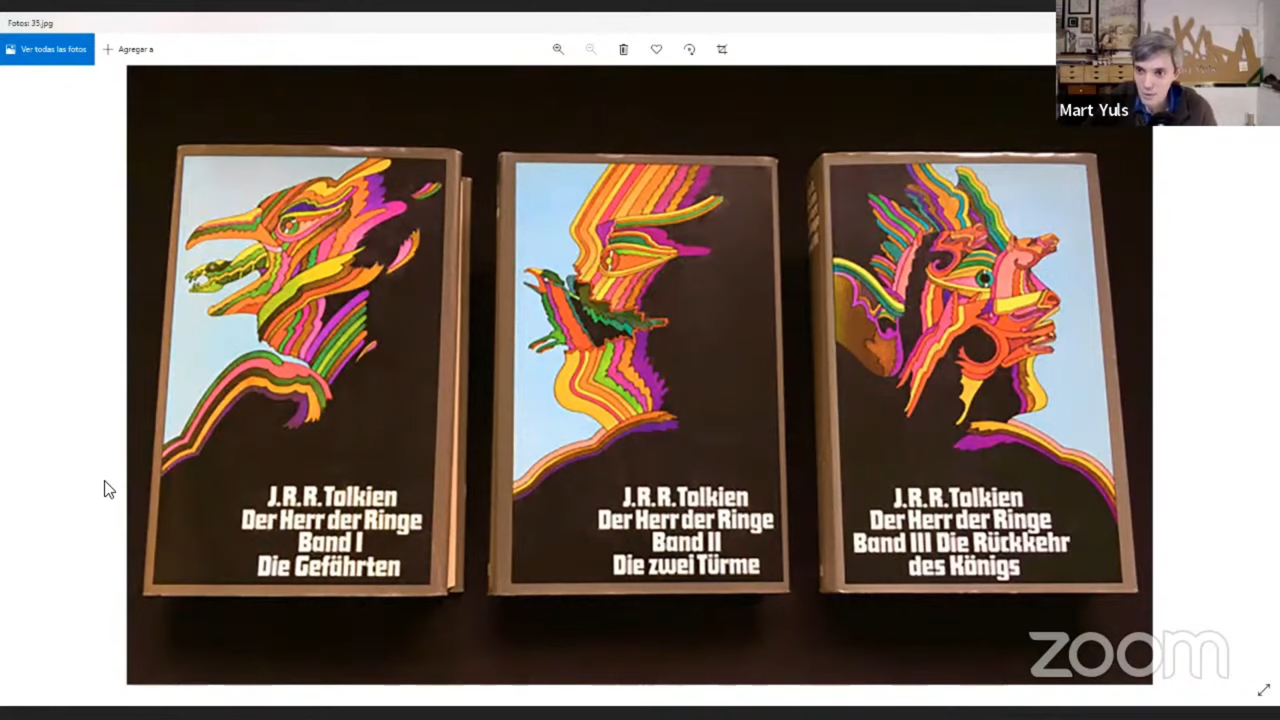 Fotos: 35.jpg
Ver todas las fotos
Agregar a
Mart Yuls
J.R.R. Tolkien
Der Herr der Ringe
Band I
Die Gefährten
J.R.R. Tolkien
Der Herr der Ringe
Band II
Die zwei Türme
J.R.R. Tolkien
Der Herr der Ringe
Band III Die Rückkehr
des Königs
zoom